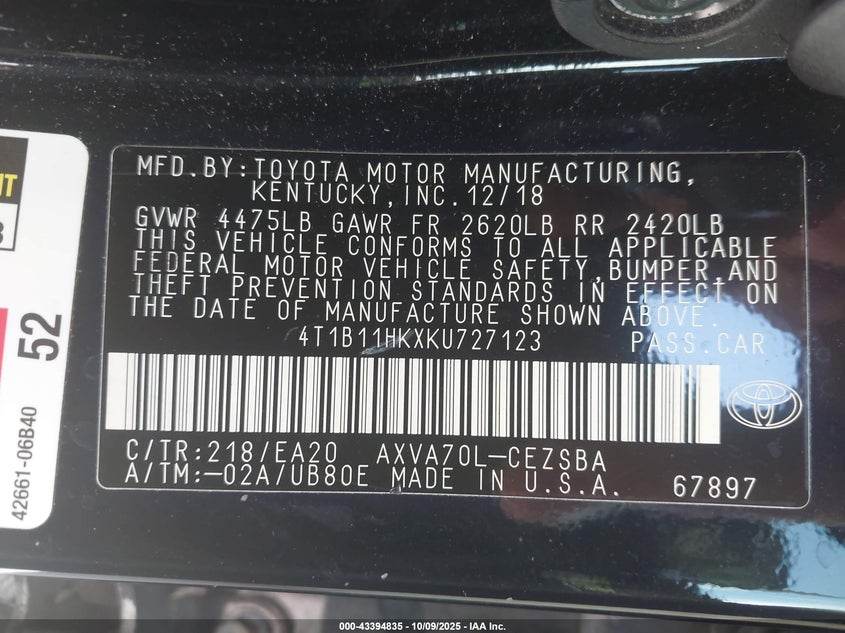 MFD.BY:TOYOTA MOTOR MANUFACTURING,
KENTUCKY,INC.12/18
GVWR 4475LB GAWR FR 2620LB RR 2420LB
THIS VEHICLE CONFORMS TO ALL APPLICABLE
FEDERAL MOTOR VEHICLE SAFETY,BUMPER,AND
THEFT PREVENTION STANDARDS IN EFFECT ON
THE DATE OF MANUFACTURE SHOWN ABOVE.
4T1B11HKXKU727123 PASS.CAR
C/TR:218/EA20 AXVA70L-CEZSBA
A/TM:-02A/UB80E MADE IN U.S.A. 67897
52
42661-06B40
000-43394835 - 10/09/2025 - IAA Inc.